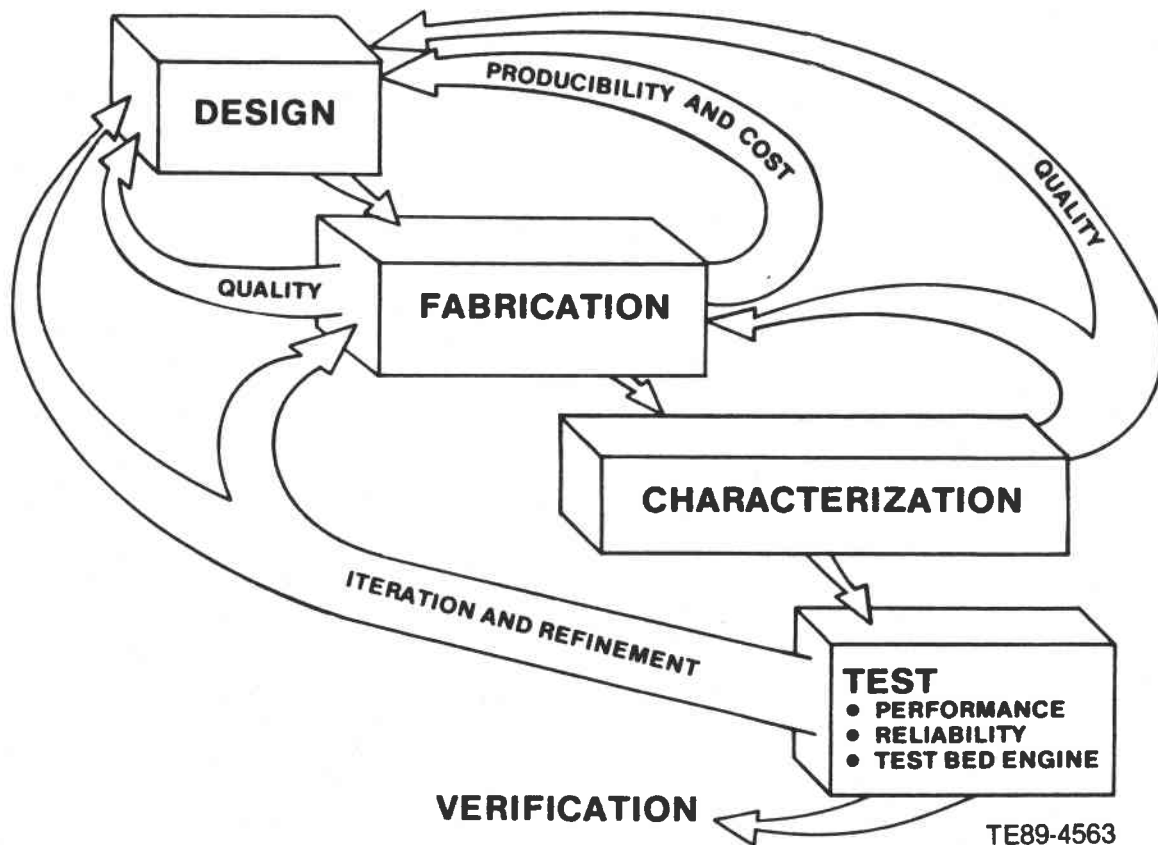 DESIGN
PRODUCIBILITY AND COST
QUALITY
QUALITY
FABRICATION
CHARACTERIZATION
ITERATION AND REFINEMENT
TEST
● PERFORMANCE
● RELIABILITY
● TEST BED ENGINE
VERIFICATION
TE89-4563